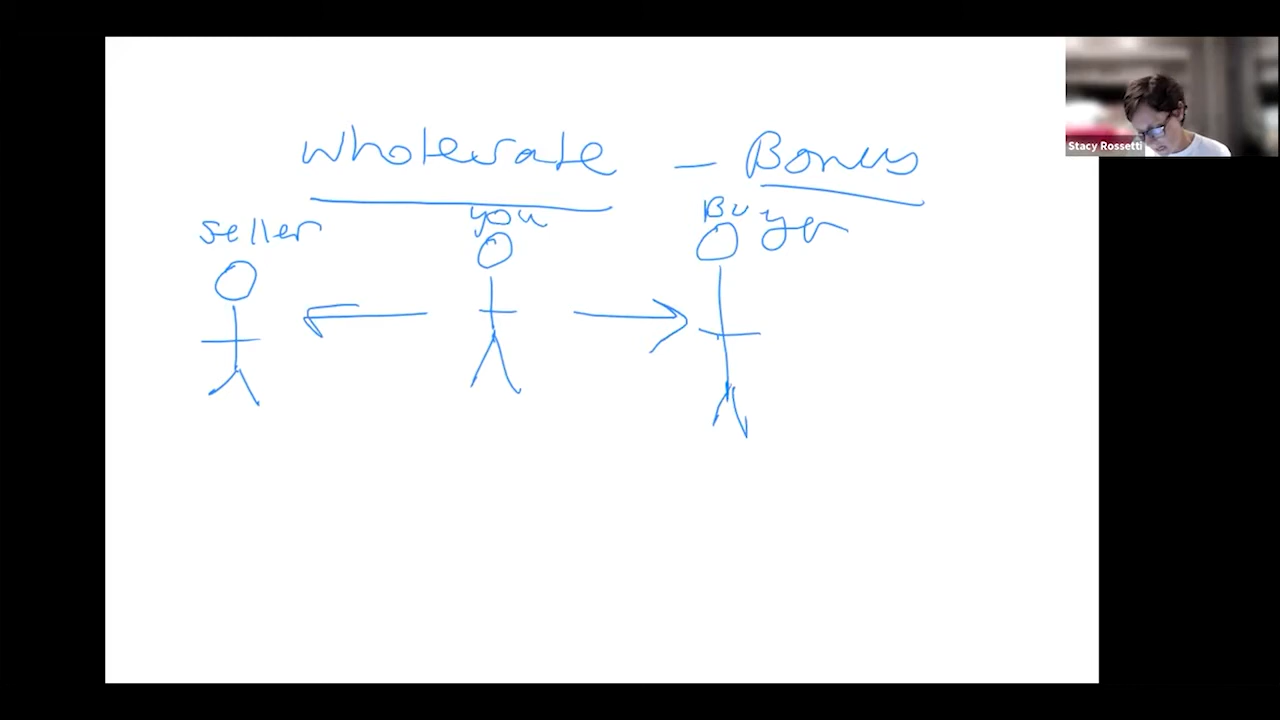 Wholesale – Bonus
seller
you
Buyer
Stacy Rossetti